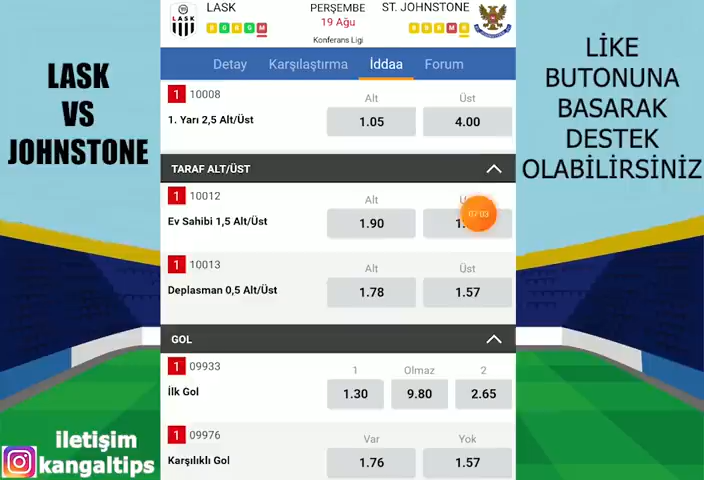 LASK
PERŞEMBE
ST. JOHNSTONE
19 Ağu
Konferans Ligi
LASK
B G B G M
B B B M B
Detay Karşılaştırma İddaa Forum
1 10008
Alt Üst
1. Yarı 2,5 Alt/Üst
1.05 4.00
TARAF ALT/ÜST
1 10012
Alt
Ev Sahibi 1,5 Alt/Üst
1.90
07:03
1 10013
Alt Üst
Deplasman 0,5 Alt/Üst
1.78 1.57
GOL
1 09933
1 Olmaz 2
İlk Gol
1.30 9.80 2.65
1 09976
Var Yok
Karşılıklı Gol
1.76 1.57
LASK
VS
JOHNSTONE
LİKE
BUTONUNA
BASARAK
DESTEK
OLABİLİRSİNİZ
iletişim
kangaltips